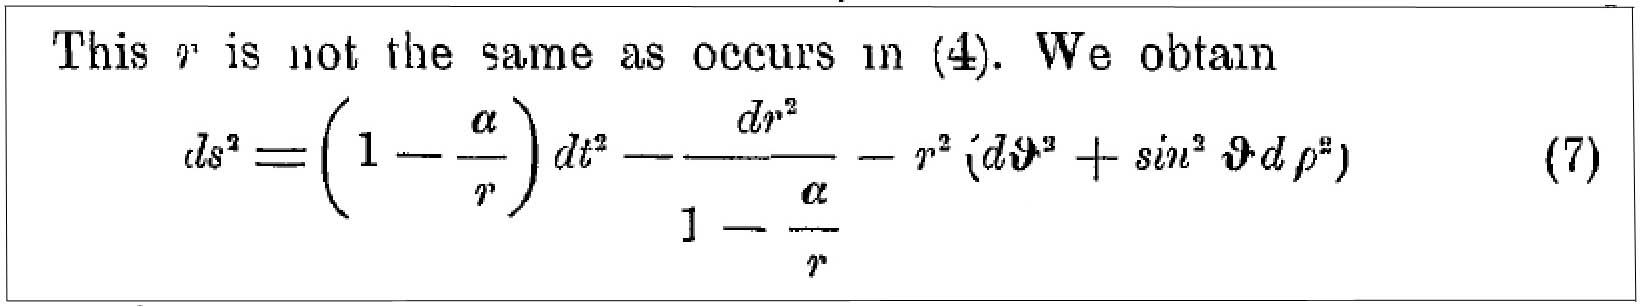 This r is not the same as occurs in (4). We obtain
ds² = (1 − α/r) dt² − dr²/(1 − α/r) − r² (dϑ² + sin² ϑ dρ²) (7)